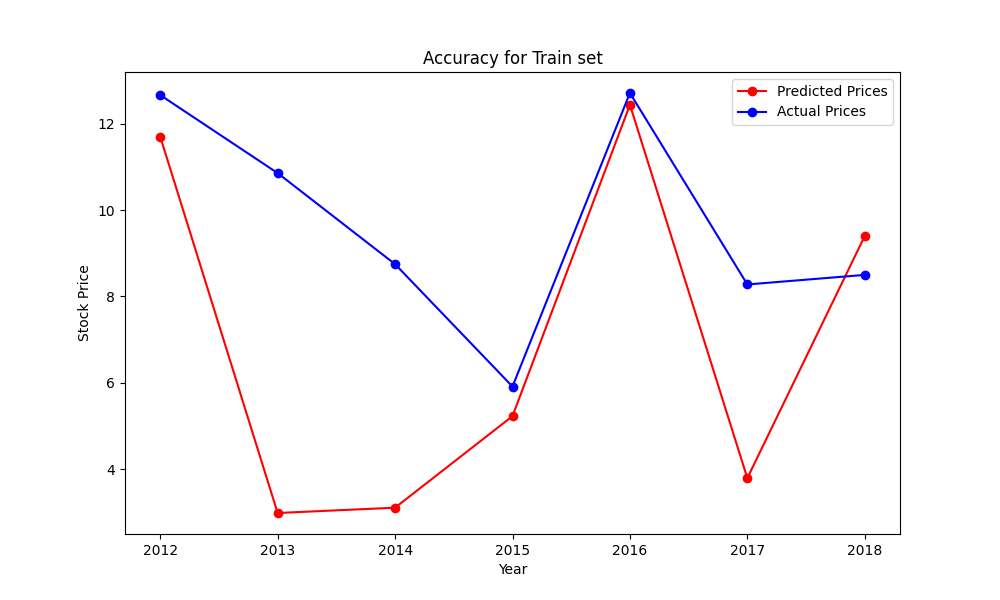 Accuracy for Train set
Predicted Prices
Actual Prices
12
10
8
6
4
Stock Price
2012 2013 2014 2015 2016 2017 2018
Year